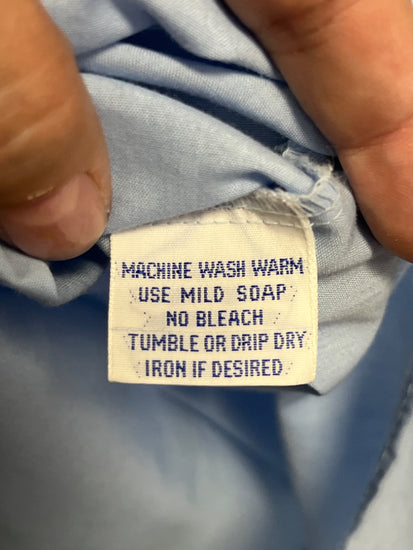 MACHINE WASH WARM
USE MILD SOAP
NO BLEACH
TUMBLE OR DRIP DRY
IRON IF DESIRED